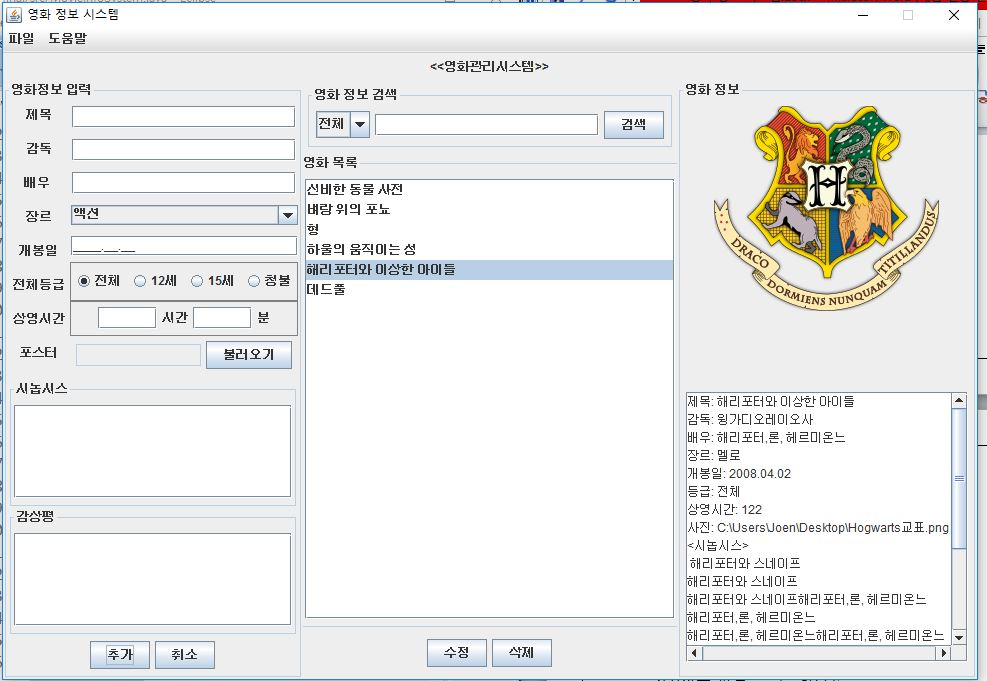 영화 정보 시스템
파일 도움말
<<영화관리시스템>>
영화정보 입력
제목
감독
배우
장르 액션
개봉일 ____.__.__
전체등급 전체 12세 15세 청불
상영시간 시간 분
포스터 불러오기
시놉시스
감상평
추가 취소
영화 정보 검색
전체 검색
영화 목록
신비한 동물 사전
벼랑 위의 포뇨
형
하울의 움직이는 성
해리포터와 이상한 아이들
데드풀
수정 삭제
영화 정보
H
DRACO DORMIENS NUNQUAM TITILLANDUS
제목: 해리포터와 이상한 아이들
감독: 윙가디오레이오사
배우: 해리포터,론, 헤르미온느
장르: 멜로
개봉일: 2008.04.02
등급: 전체
상영시간: 122
사진: C:\Users\Joen\Desktop\Hogwarts교표.png
<시놉시스>
해리포터와 스네이프
해리포터와 스네이프
해리포터와 스네이프해리포터,론, 헤르미온느
해리포터,론, 헤르미온느
해리포터,론, 헤르미온느해리포터,론, 헤르미온느